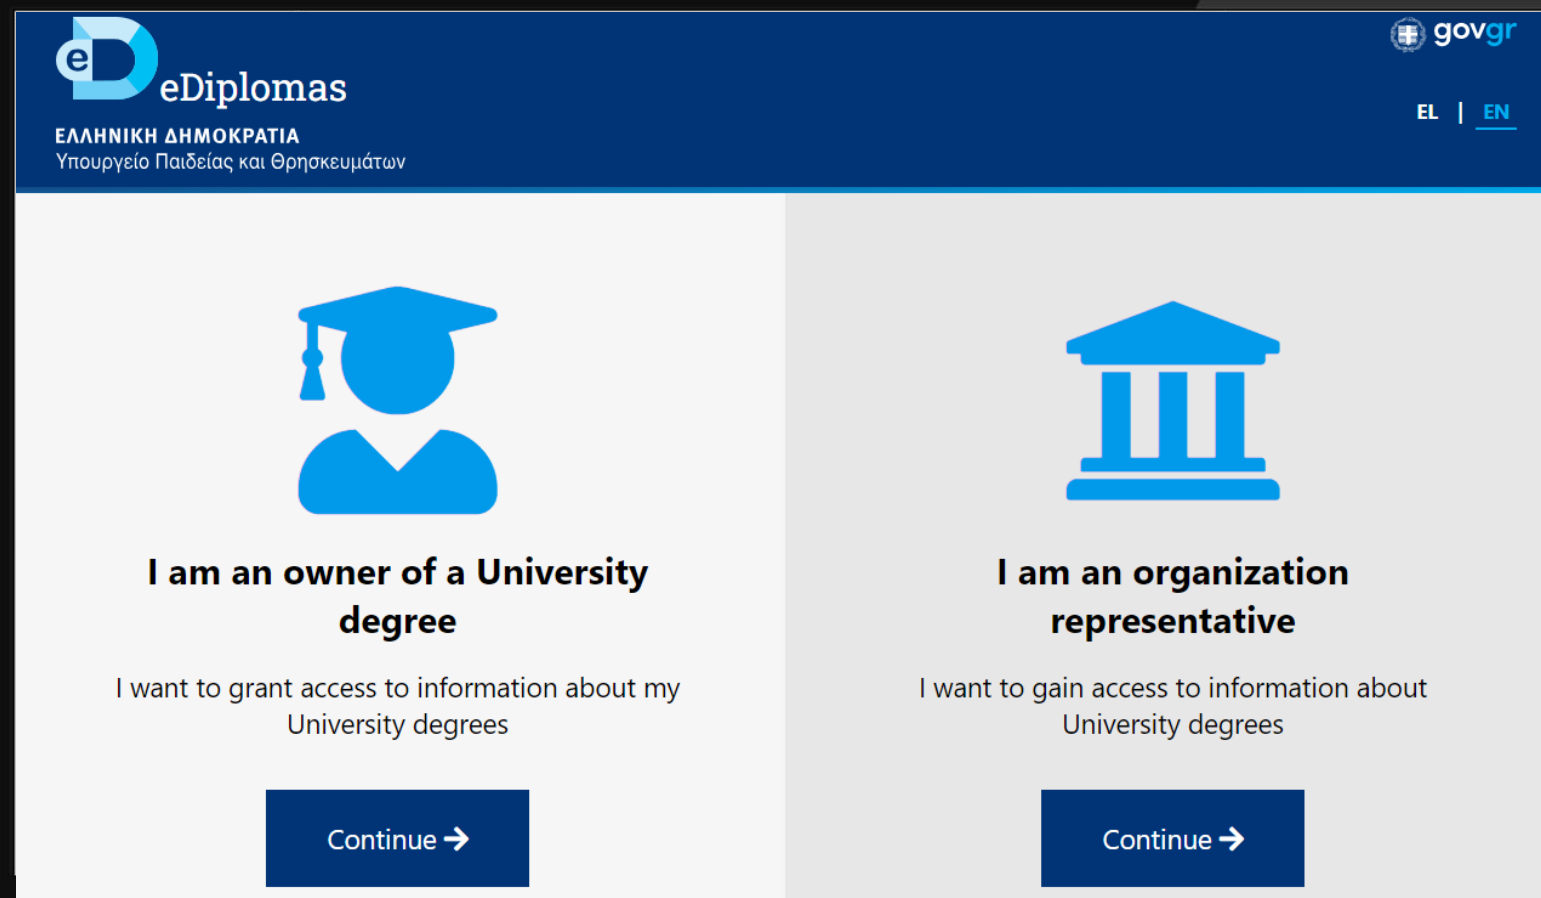 e
eDiplomas
ΕΛΛΗΝΙΚΗ ΔΗΜΟΚΡΑΤΙΑ
Υπουργείο Παιδείας και Θρησκευμάτων
govgr
EL | EN
I am an owner of a University
degree
I want to grant access to information about my
University degrees
Continue
I am an organization
representative
I want to gain access to information about
University degrees
Continue